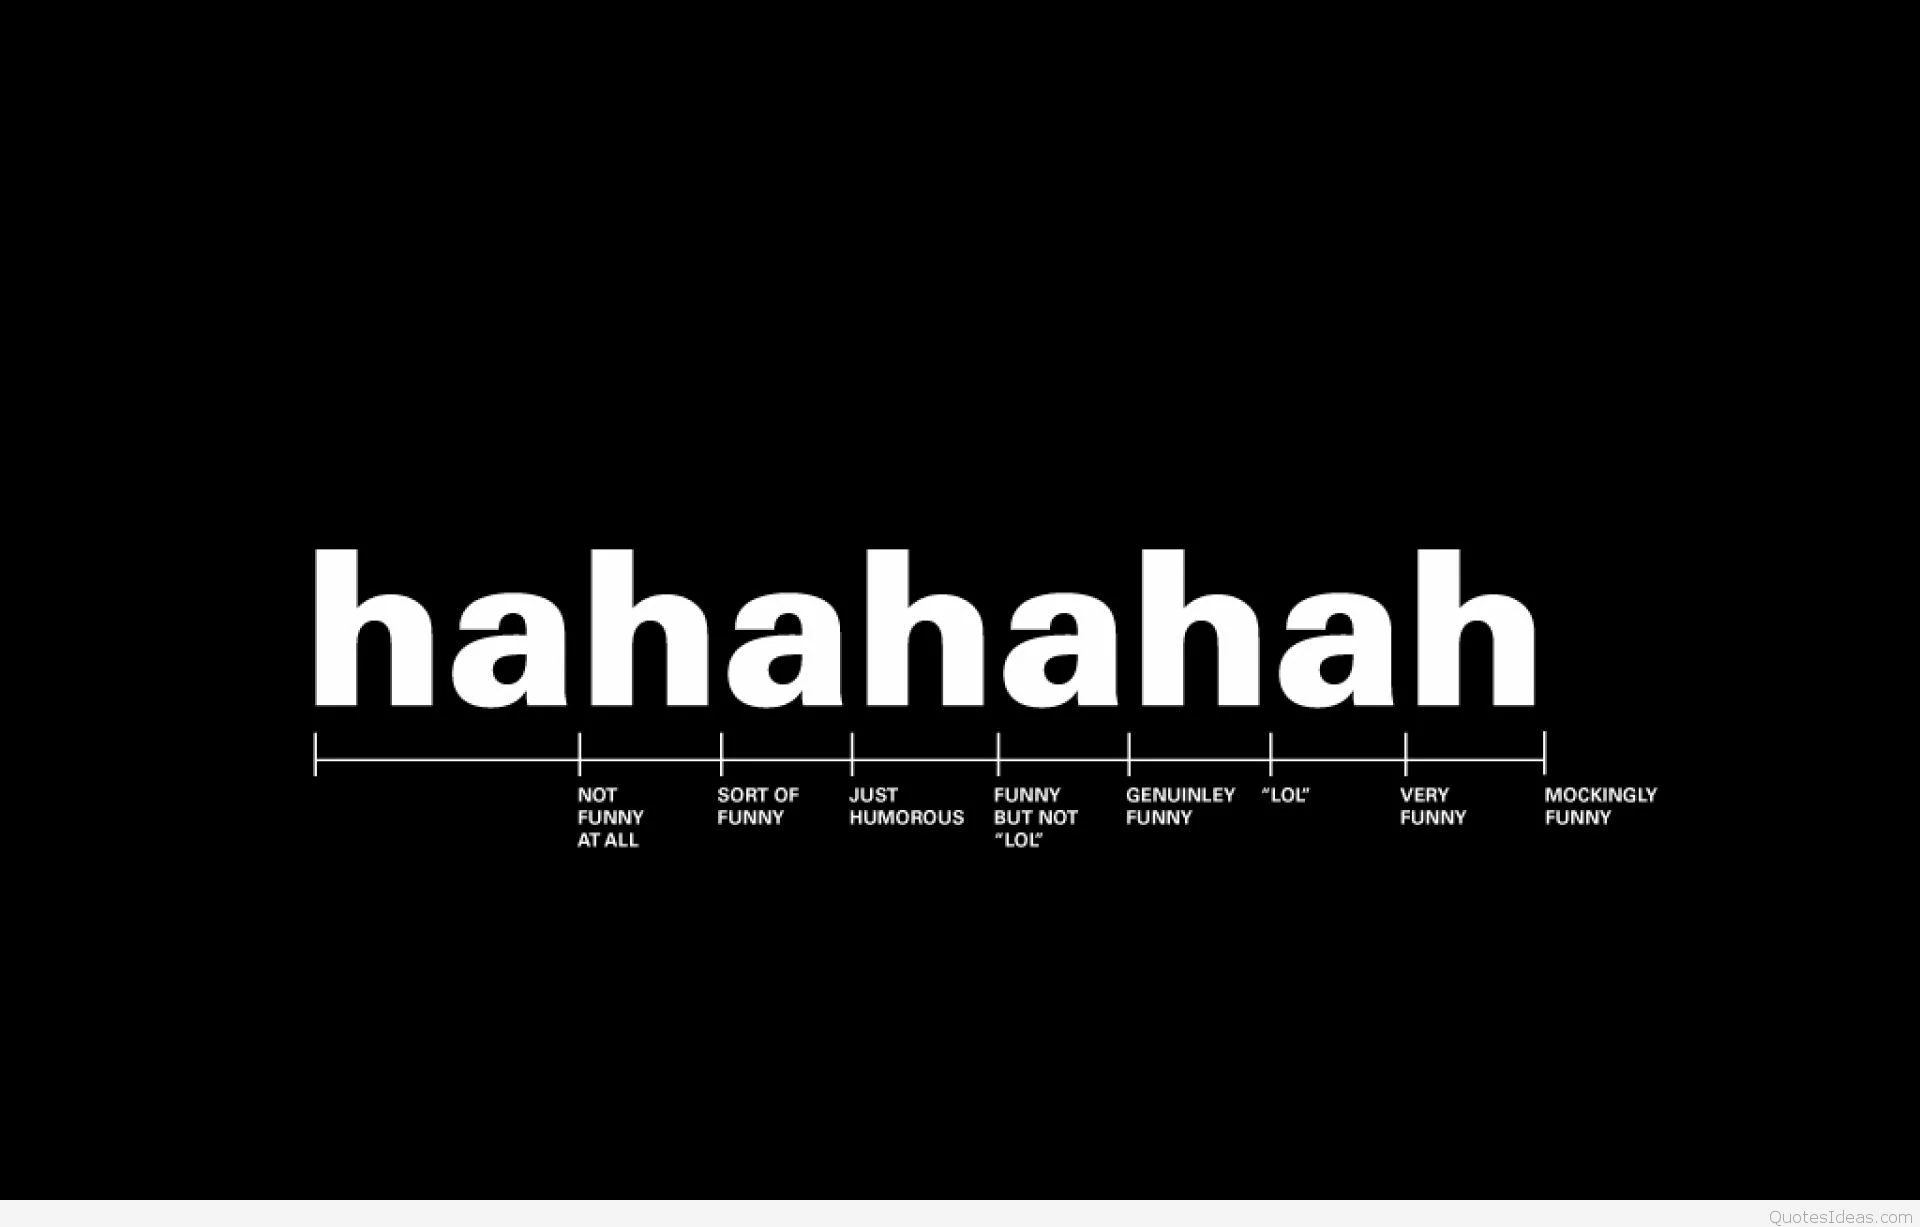 hahahahah
NOT
FUNNY
AT ALL
SORT OF
FUNNY
JUST
HUMOROUS
FUNNY
BUT NOT
“LOL”
GENUINLEY
FUNNY
“LOL”
VERY
FUNNY
MOCKINGLY
FUNNY
QuotesIdeas.com